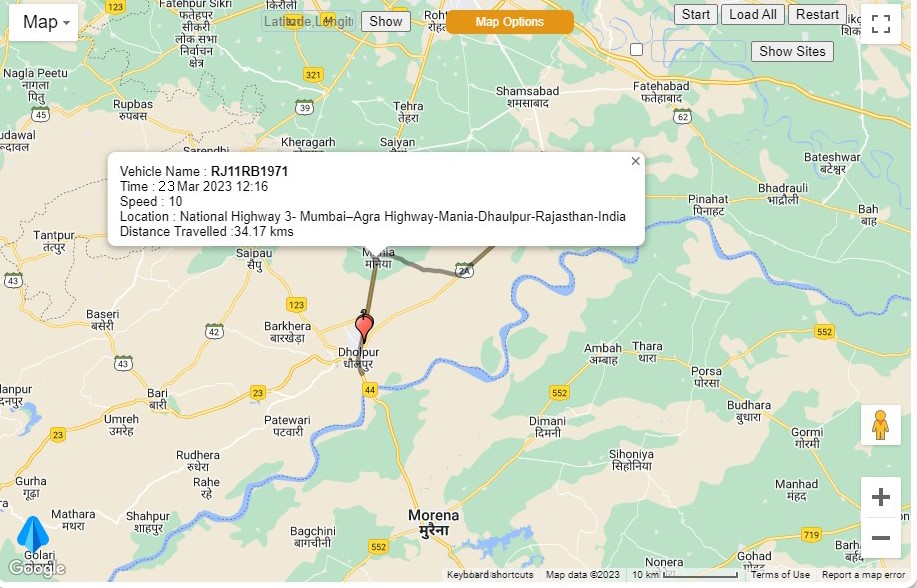 Map
123
Fatehpur Sikri
फतेहपुर
सीकरी
लोक सभा
निर्वाचन
क्षेत्र
किरौली
Show
Map Options
Start
Load All
Restart
Show Sites
321
39
Nagla Peetu
नागला
पितु
45
Rupbas
रुपबस
Tehra
तेहरा
Shamsabad
शमसाबाद
Fatehabad
फतेहाबाद
62
Kheragarh
Saiyan
Sarendhi
Bateshwar
बटेश्वर
Bhadrauli
भाद्रौली
Pinahat
पिनाहट
Bah
बाह
Vehicle Name : RJ11RB1971
Time : 23 Mar 2023 12:16
Speed : 10
Location : National Highway 3- Mumbai–Agra Highway-Mania-Dhaulpur-Rajasthan-India
Distance Travelled :34.17 kms
Tantpur
तंतपुर
43
Saipau
सैपु
मनिया
2A
123
Baseri
बसेरी
42
Barkhera
बारखेड़ा
Dholpur
धौलपुर
43
44
23
Bari
बारी
Umreh
उमरेह
23
Patewari
पटवारी
Ambah
अम्बाह
Thara
थारा
552
Porsa
पोरसा
552
Budhara
बुधारा
Dimani
दिमनी
Gormi
गोरमी
Sihoniya
सिहोनिया
Manhad
मंहद
Rudhera
रुधेरा
Rahe
रहे
Gurha
गूढ़ा
Mathara
मथरा
Shahpur
शाहपुर
Bagchini
बागचीनी
Morena
मुरैना
552
719
Golari
Nonera
Gohad
Google
Keyboard shortcuts
Map data ©2023
10 km
Terms of Use
Report a map error